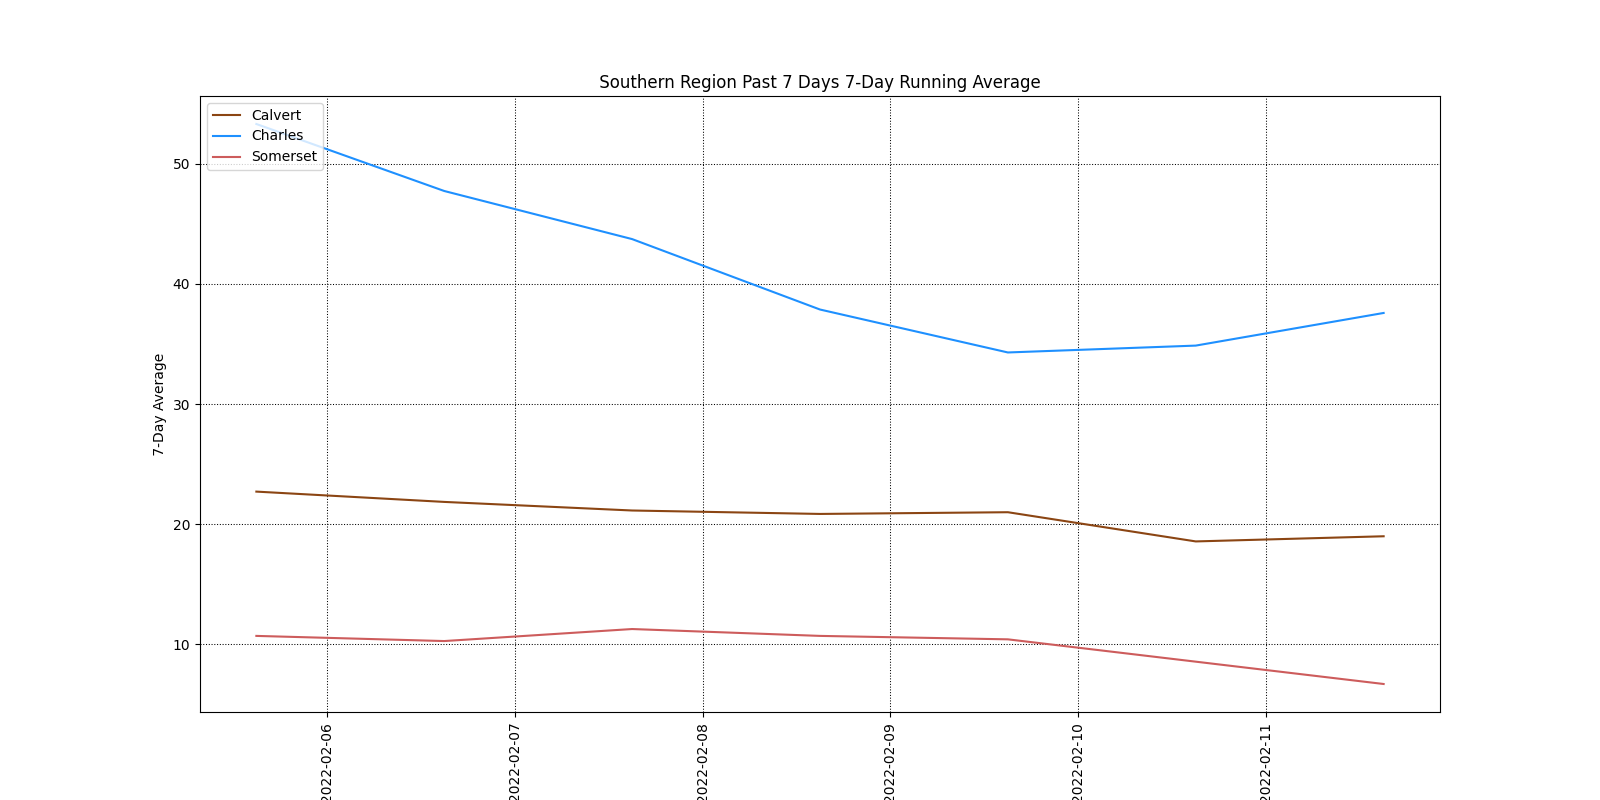 Southern Region Past 7 Days 7-Day Running Average
Calvert
Charles
Somerset
50
40
30
20
10
7-Day Average
2022-02-06
2022-02-07
2022-02-08
2022-02-09
2022-02-10
2022-02-11